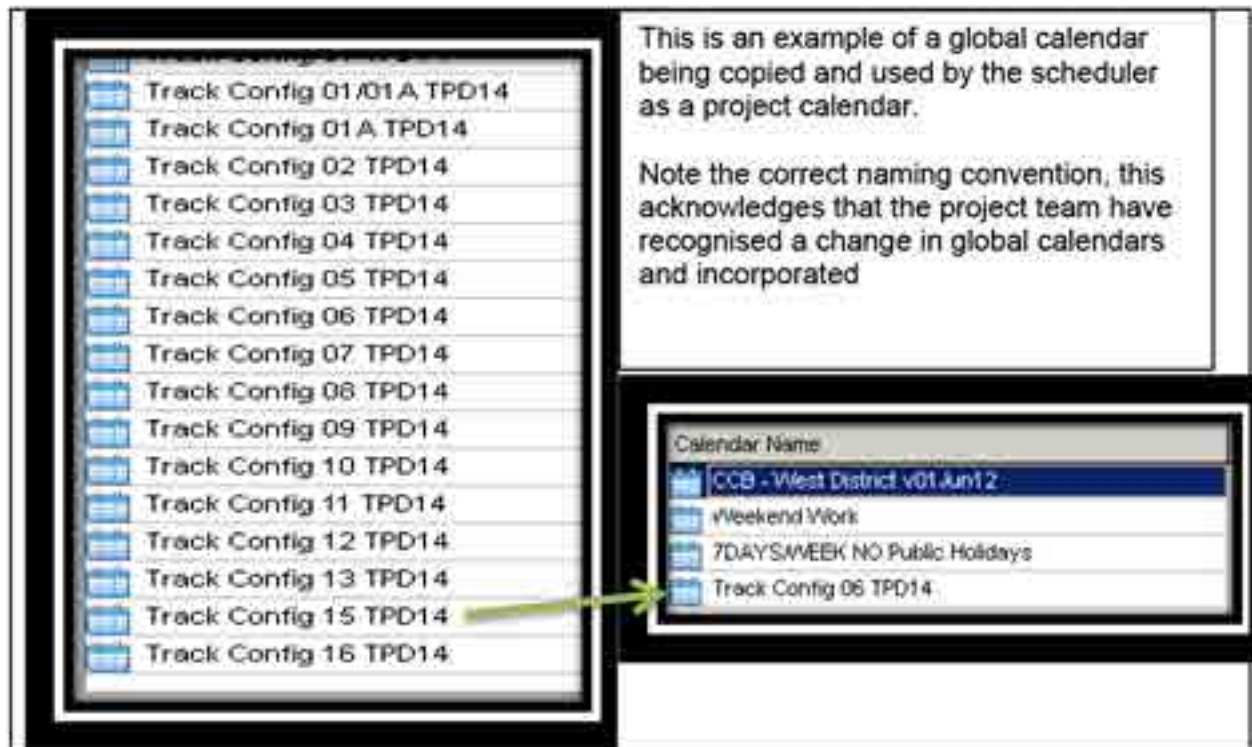 Track Config 01/01A TPD14
Track Config 01A TPD14
Track Config 02 TPD14
Track Config 03 TPD14
Track Config 04 TPD14
Track Config 05 TPD14
Track Config 06 TPD14
Track Config 07 TPD14
Track Config 08 TPD14
Track Config 09 TPD14
Track Config 10 TPD14
Track Config 11 TPD14
Track Config 12 TPD14
Track Config 13 TPD14
Track Config 15 TPD14
Track Config 16 TPD14
This is an example of a global calendar
being copied and used by the scheduler
as a project calendar.
Note the correct naming convention, this
acknowledges that the project team have
recognised a change in global calendars
and incorporated
Calendar Name
CCB - West District v01Jun12
Weekend Work
7DAYS/WEEK NO Public Holidays
Track Config 06 TPD14